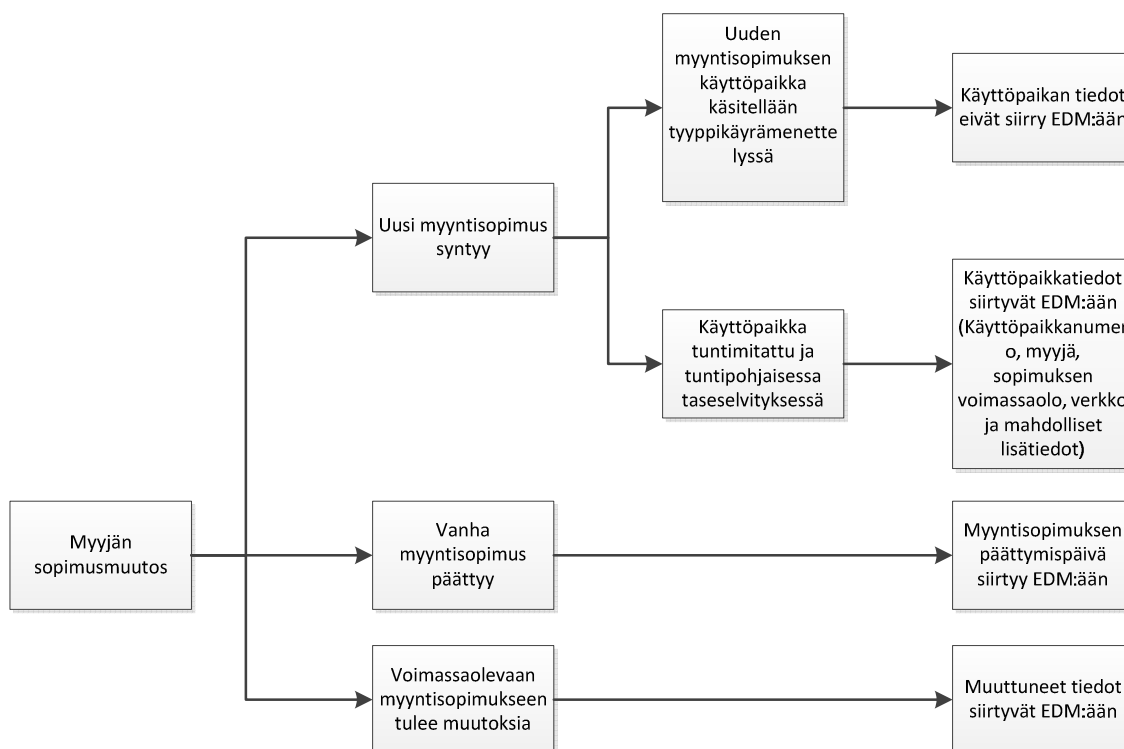 Uuden
myyntisopimuksen
käyttöpaikka
käsitellään
tyyppikäyrämenette
lyssä
Käyttöpaikan tiedot
eivät siirry EDM:ään
Uusi myyntisopimus
syntyy
Käyttöpaikka
tuntimitattu ja
tuntipohjaisessa
taseselvityksessä
Käyttöpaikkatiedot
siirtyvät EDM:ään
(Käyttöpaikkanumer
o, myyjä,
sopimuksen
voimassaolo, verkko
ja mahdolliset
lisätiedot)
Myyjän
sopimusmuutos
Vanha
myyntisopimus
päättyy
Myyntisopimuksen
päättymispäivä
siirtyy EDM:ään
Voimassaolevaan
myyntisopimukseen
tulee muutoksia
Muuttuneet tiedot
siirtyvät EDM:ään